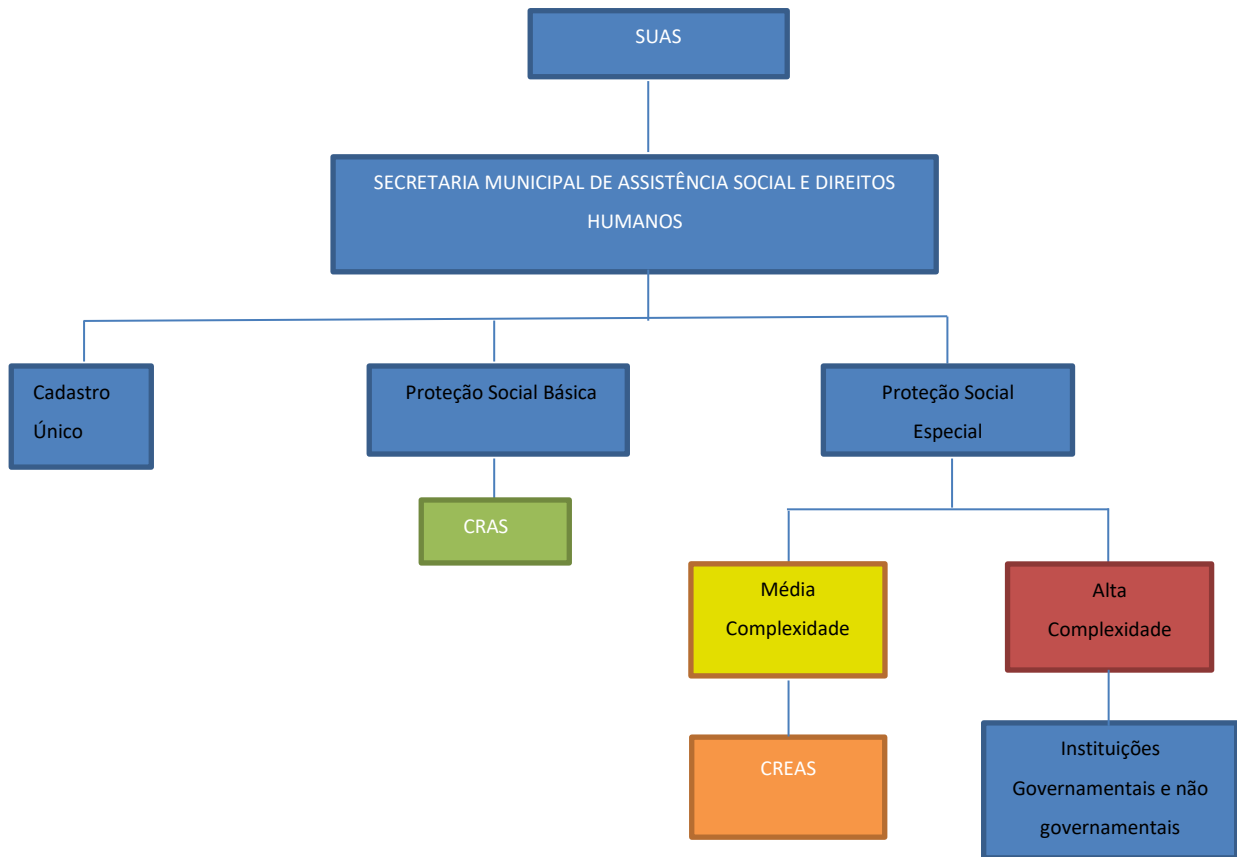 SUAS
SECRETARIA MUNICIPAL DE ASSISTÊNCIA SOCIAL E DIREITOS
HUMANOS
Cadastro
Único
Proteção Social Básica
Proteção Social
Especial
CRAS
Média
Complexidade
Alta
Complexidade
CREAS
Instituições
Governamentais e não
governamentais